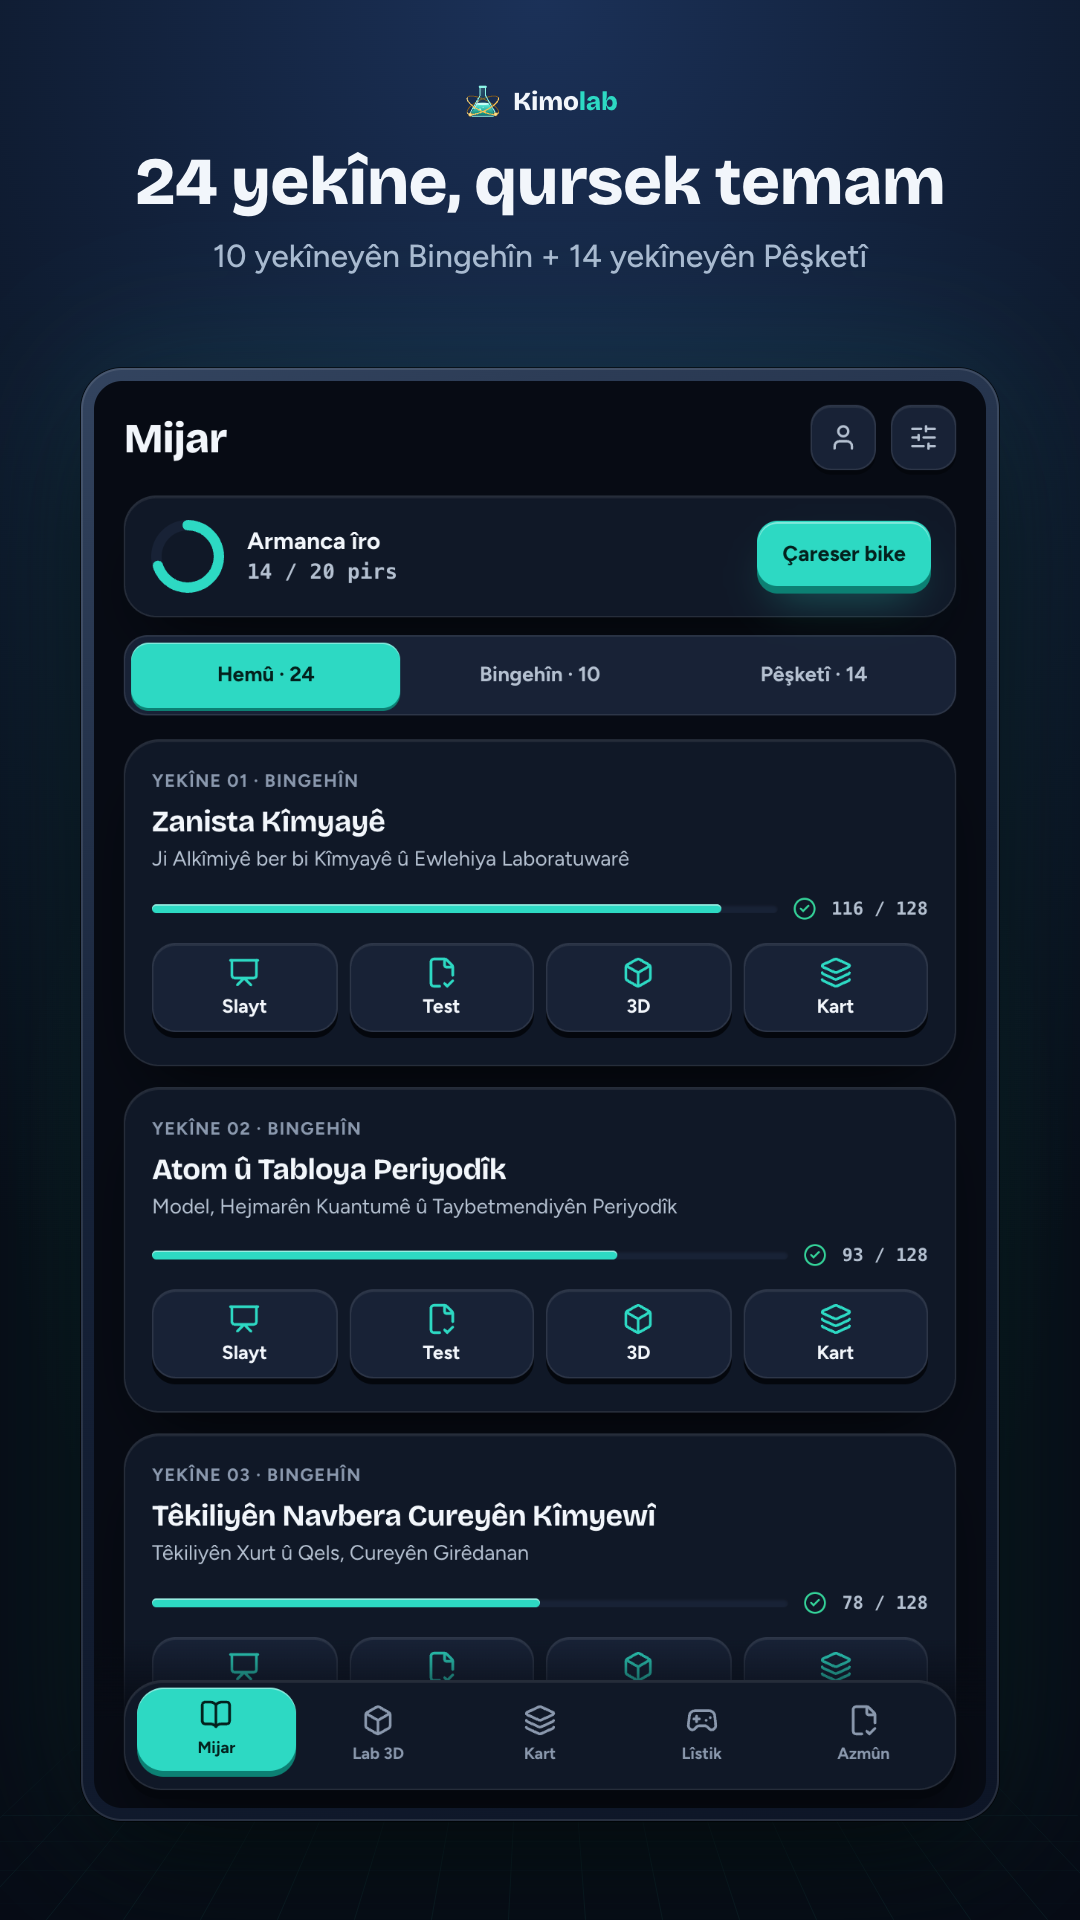 Kimolab
24 yekîne, qursek temam
10 yekîneyên Bingehîn + 14 yekîneyên Pêşketî
Mijar
Armanca îro
14 / 20 pirs
Çareser bike
Hemû · 24
Bingehîn · 10
Pêşketî · 14
YEKÎNE 01 · BINGEHÎN
Zanista Kîmyayê
Ji Alkîmiyê ber bi Kîmyayê û Ewlehiya Laboratuwarê
116 / 128
Slayt
Test
3D
Kart
YEKÎNE 02 · BINGEHÎN
Atom û Tabloya Periyodîk
Model, Hejmarên Kuantumê û Taybetmendiyên Periyodîk
93 / 128
Slayt
Test
3D
Kart
YEKÎNE 03 · BINGEHÎN
Têkiliyên Navbera Cureyên Kîmyewî
Têkiliyên Xurt û Qels, Cureyên Girêdanan
78 / 128
Mijar
Lab 3D
Kart
Lîstik
Azmûn